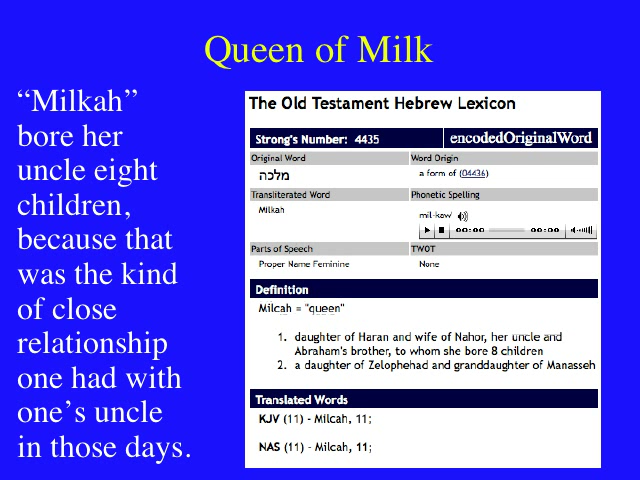 Queen of Milk
“Milkah”
bore her
uncle eight
children,
because that
was the kind
of close
relationship
one had with
one’s uncle
in those days.
The Old Testament Hebrew Lexicon
Strong's Number: 4435 encodedOriginalWord
Original Word Word Origin
מלכה a form of (04436)
Transliterated Word Phonetic Spelling
Milkah mil-kaw'
00:00 00:00
Parts of Speech TWOT
Proper Name Feminine None
Definition
Milcah = "queen"
1. daughter of Haran and wife of Nahor, her uncle and
Abraham's brother, to whom she bore 8 children
2. a daughter of Zelophehad and granddaughter of Manasseh
Translated Words
KJV (11) - Milcah, 11;
NAS (11) - Milcah, 11;